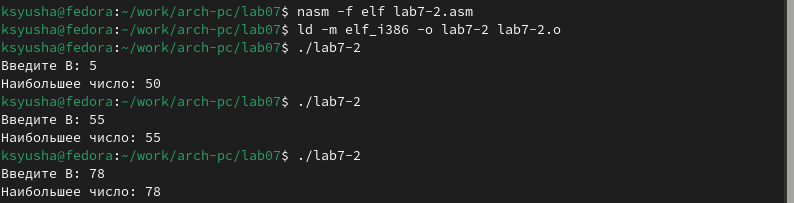 ksyusha@fedora:~/work/arch-pc/lab07$ nasm -f elf lab7-2.asm
ksyusha@fedora:~/work/arch-pc/lab07$ ld -m elf_i386 -o lab7-2 lab7-2.o
ksyusha@fedora:~/work/arch-pc/lab07$ ./lab7-2
Введите B: 5
Наибольшее число: 50
ksyusha@fedora:~/work/arch-pc/lab07$ ./lab7-2
Введите B: 55
Наибольшее число: 55
ksyusha@fedora:~/work/arch-pc/lab07$ ./lab7-2
Введите B: 78
Наибольшее число: 78